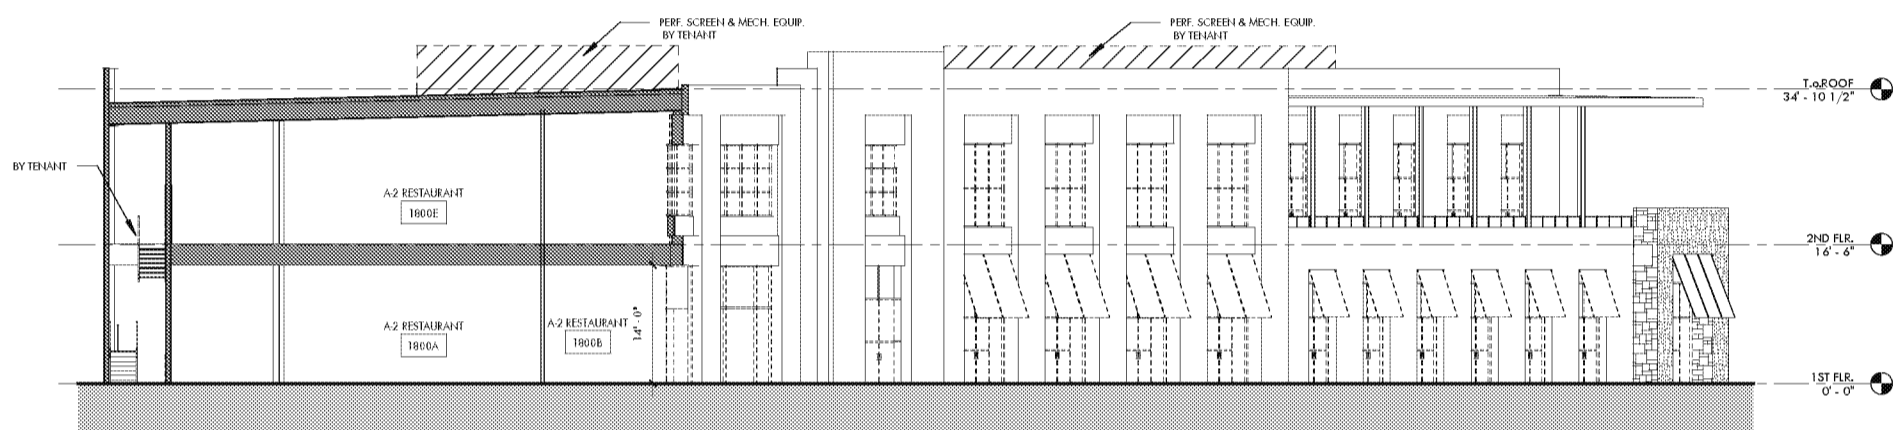 PERF. SCREEN & MECH. EQUIP.
BY TENANT
PERF. SCREEN & MECH. EQUIP.
BY TENANT
T.o.ROOF
34' - 10 1/2"
BY TENANT
A-2 RESTAURANT
1800E
2ND FLR.
16' - 6"
A-2 RESTAURANT
1800A
A-2 RESTAURANT
1800B
14' - 0"
1ST FLR.
0' - 0"